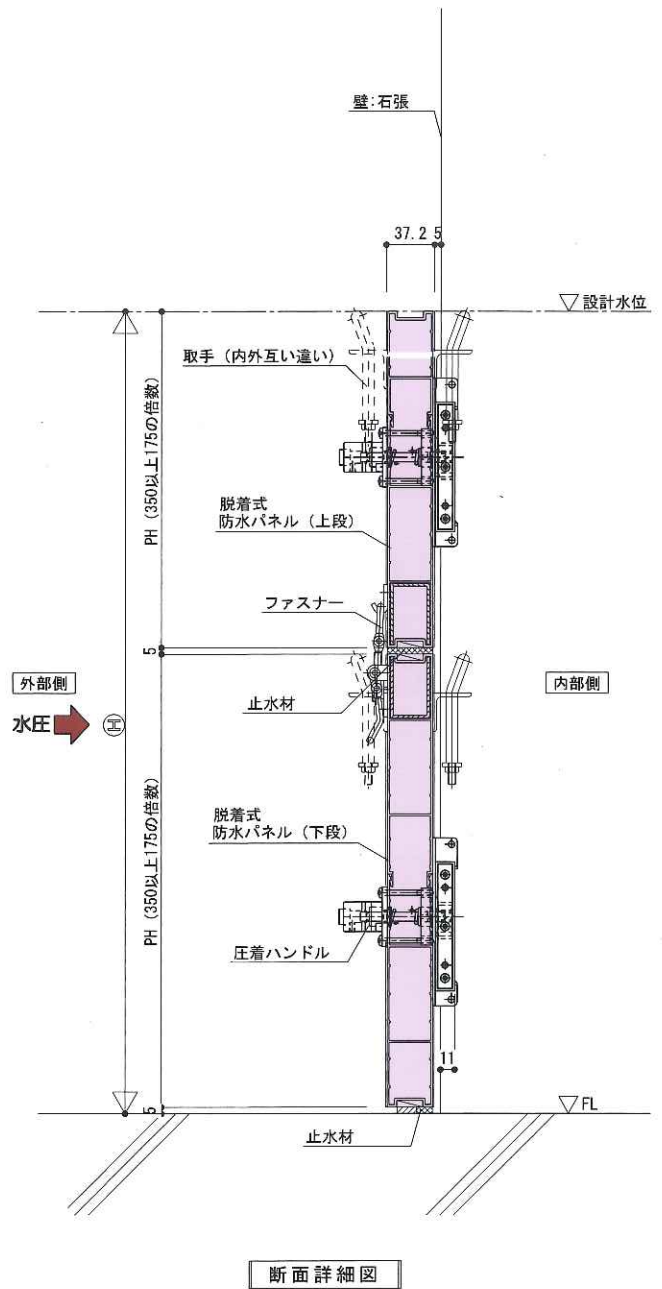 壁:石張
37.2 5
▽設計水位
取手（内外互い違い）
PH（350以上175の倍数）
脱着式
防水パネル（上段）
ファスナー
5
外部側
内部側
止水材
水圧
H
脱着式
防水パネル（下段）
PH（350以上175の倍数）
圧着ハンドル
11
5
▽FL
止水材
断面詳細図